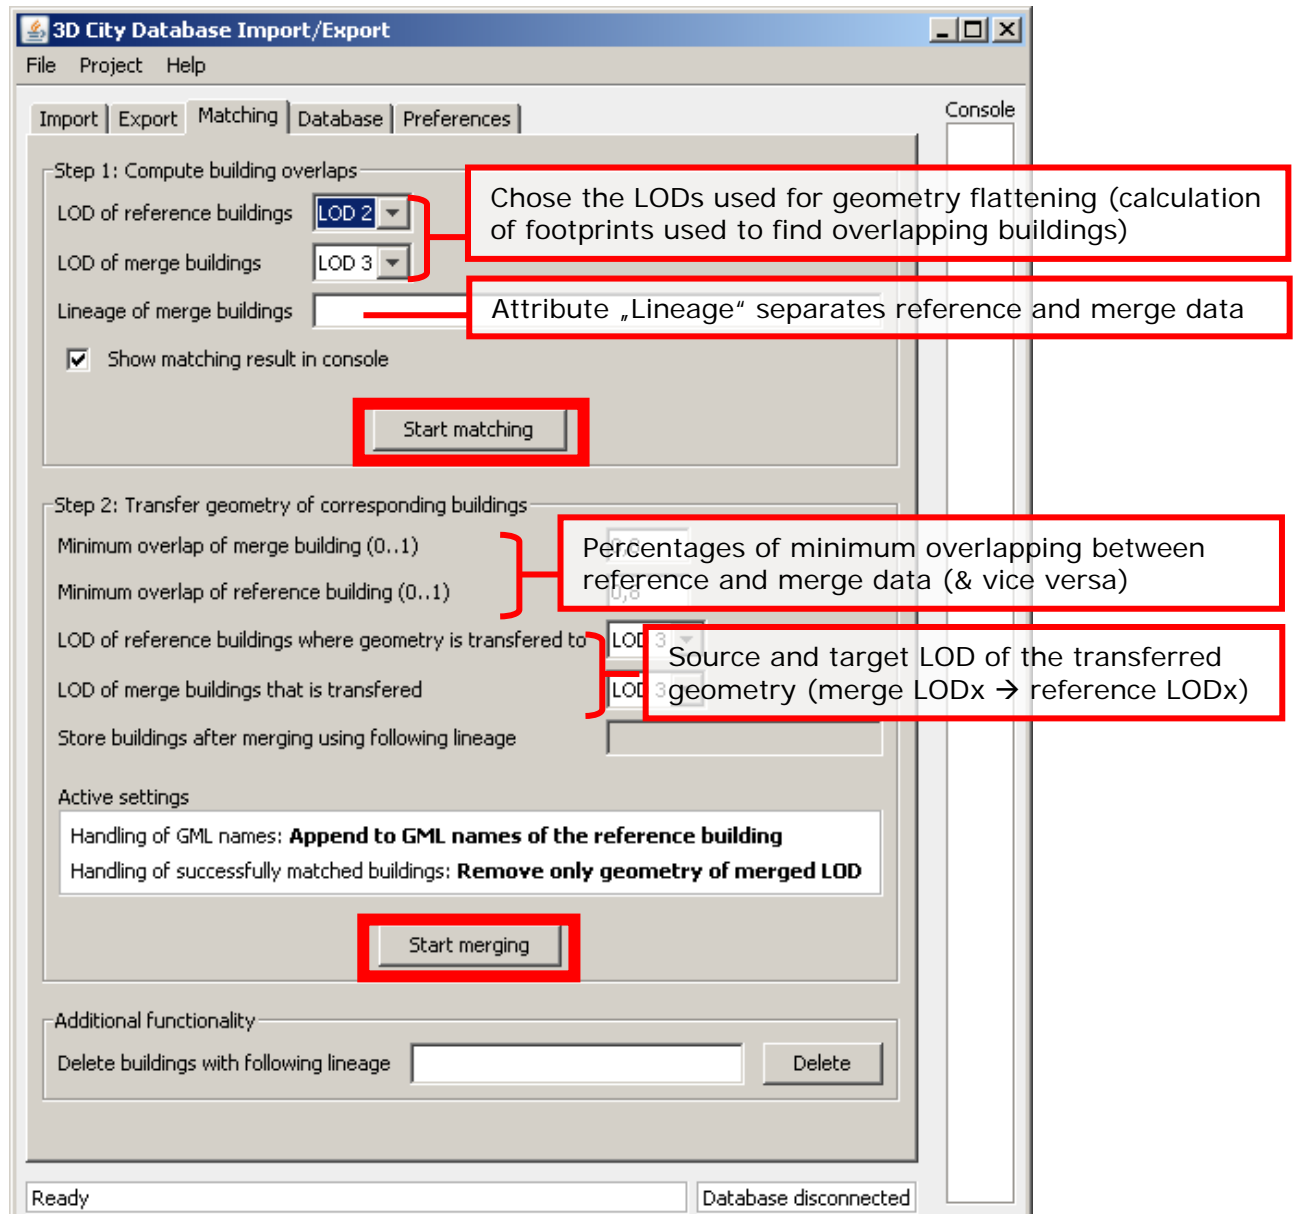 3D City Database Import/Export
File Project Help
Import Export Matching Database Preferences
Console
Step 1: Compute building overlaps
LOD of reference buildings LOD 2
Chose the LODs used for geometry flattening (calculation
of footprints used to find overlapping buildings)
LOD of merge buildings LOD 3
Lineage of merge buildings
Attribute „Lineage“ separates reference and merge data
Show matching result in console
Start matching
Step 2: Transfer geometry of corresponding buildings
Minimum overlap of merge building (0..1)
Percentages of minimum overlapping between
reference and merge data (& vice versa)
Minimum overlap of reference building (0..1) 0,8
LOD of reference buildings where geometry is transfered to LOD 3
Source and target LOD of the transferred
geometry (merge LODx → reference LODx)
LOD of merge buildings that is transfered LOD 3
Store buildings after merging using following lineage
Active settings
Handling of GML names: Append to GML names of the reference building
Handling of successfully matched buildings: Remove only geometry of merged LOD
Start merging
Additional functionality
Delete buildings with following lineage Delete
Ready Database disconnected